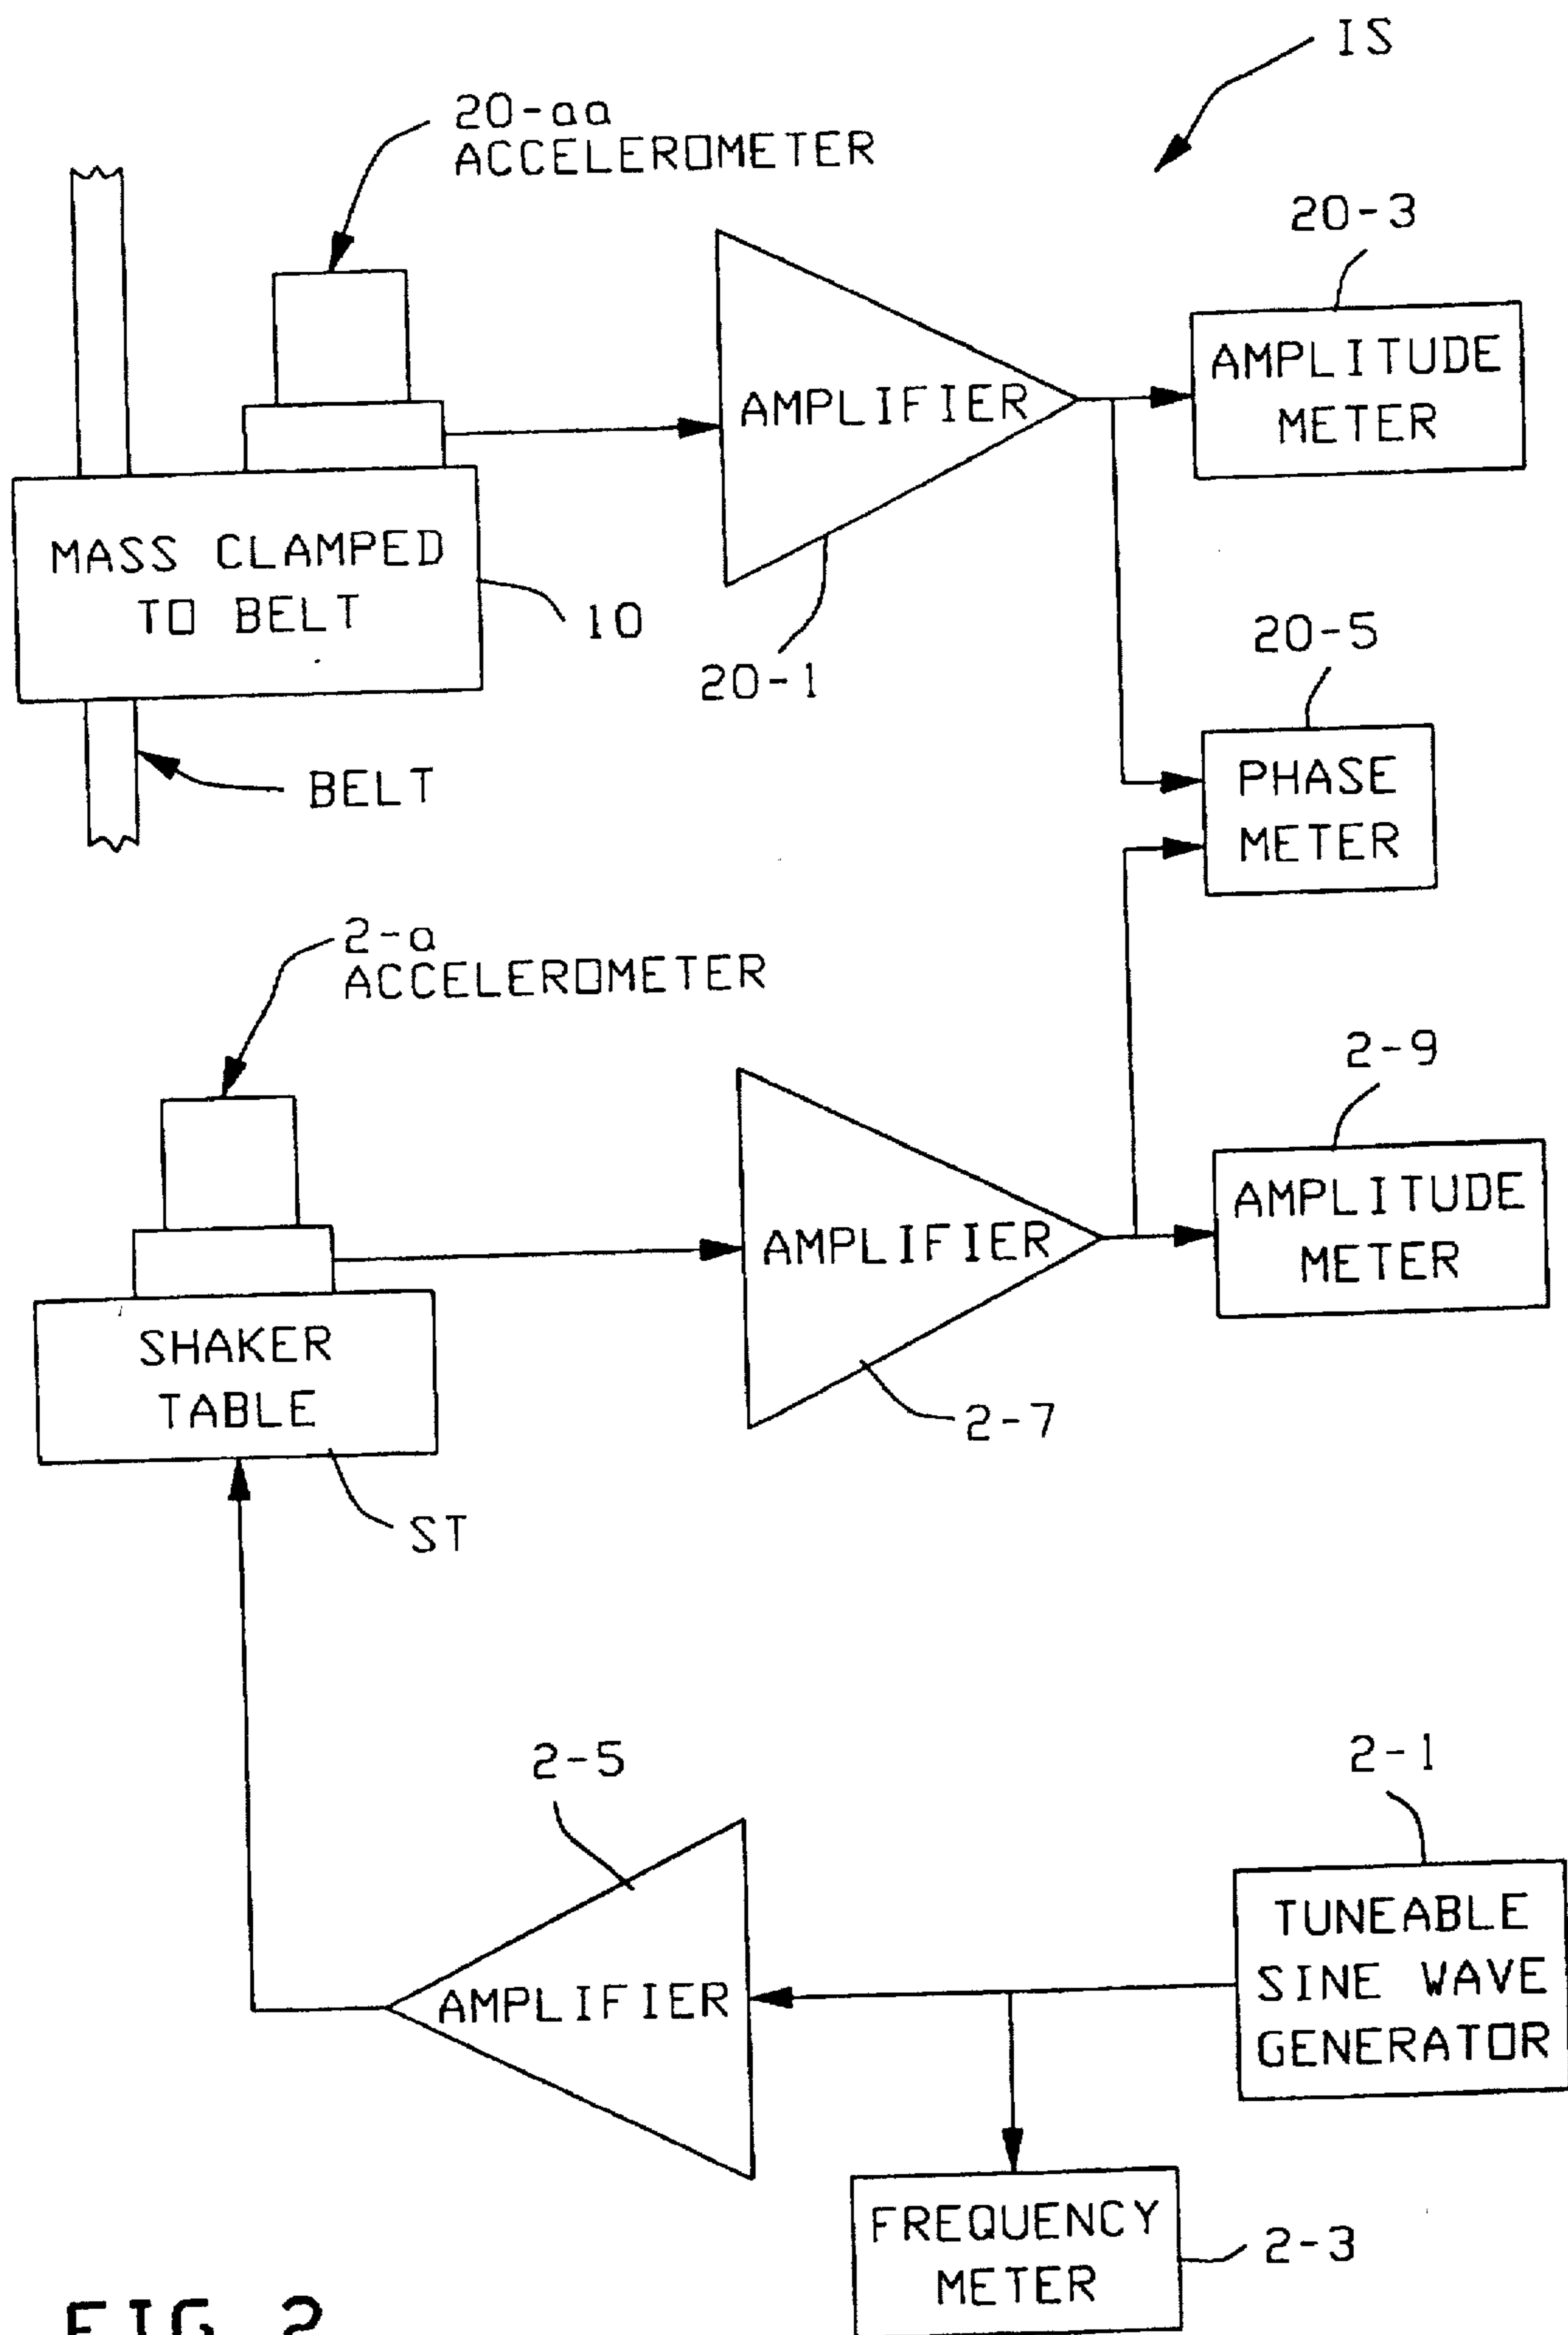 IS
20-aa
ACCELEROMETER
20-3
AMPLITUDE
METER
AMPLIFIER
MASS CLAMPED
TO BELT
10
20-1
20-5
PHASE
METER
BELT
2-a
ACCELEROMETER
2-9
AMPLITUDE
METER
AMPLIFIER
SHAKER
TABLE
2-7
ST
2-5
2-1
TUNEABLE
SINE WAVE
GENERATOR
AMPLIFIER
FREQUENCY
METER
2-3
FIG. 2